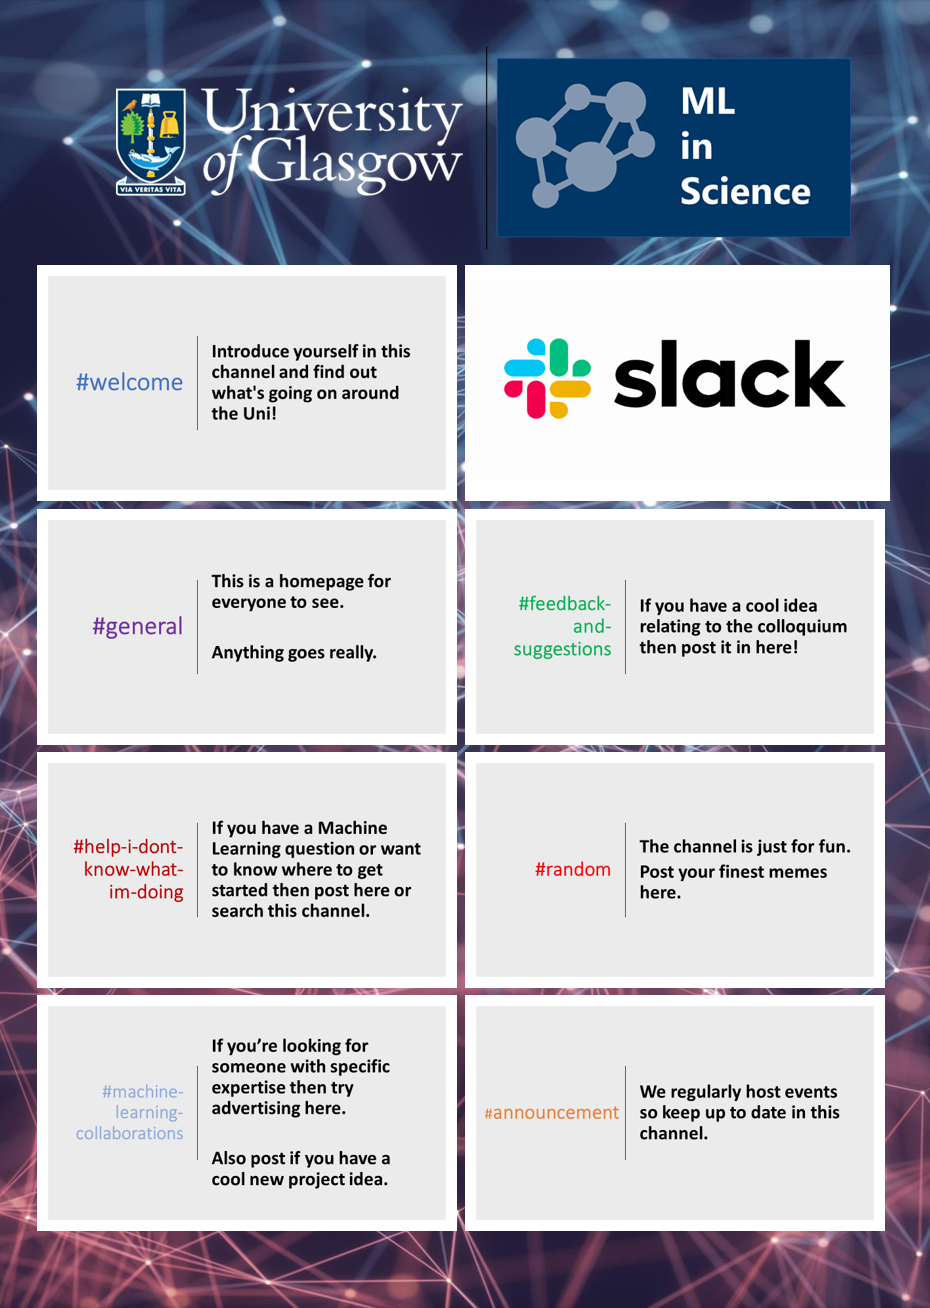 University
of Glasgow
VIA VERITAS VITA
ML
in
Science
#welcome
Introduce yourself in this
channel and find out
what's going on around
the Uni!
slack
#general
This is a homepage for
everyone to see.
Anything goes really.
#feedback-
and-
suggestions
If you have a cool idea
relating to the colloquium
then post it in here!
#help-i-dont-
know-what-
im-doing
If you have a Machine
Learning question or want
to know where to get
started then post here or
search this channel.
#random
The channel is just for fun.
Post your finest memes
here.
#machine-
learning-
collaborations
If you’re looking for
someone with specific
expertise then try
advertising here.
Also post if you have a
cool new project idea.
#announcement
We regularly host events
so keep up to date in this
channel.